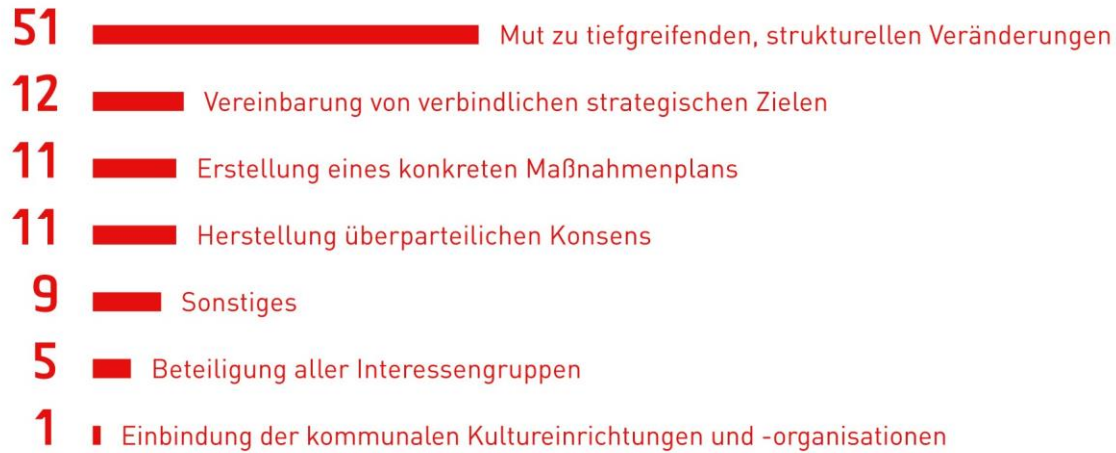 51 Mut zu tiefgreifenden, strukturellen Veränderungen
12 Vereinbarung von verbindlichen strategischen Zielen
11 Erstellung eines konkreten Maßnahmenplans
11 Herstellung überparteilichen Konsens
9 Sonstiges
5 Beteiligung aller Interessengruppen
1 Einbindung der kommunalen Kultureinrichtungen und -organisationen